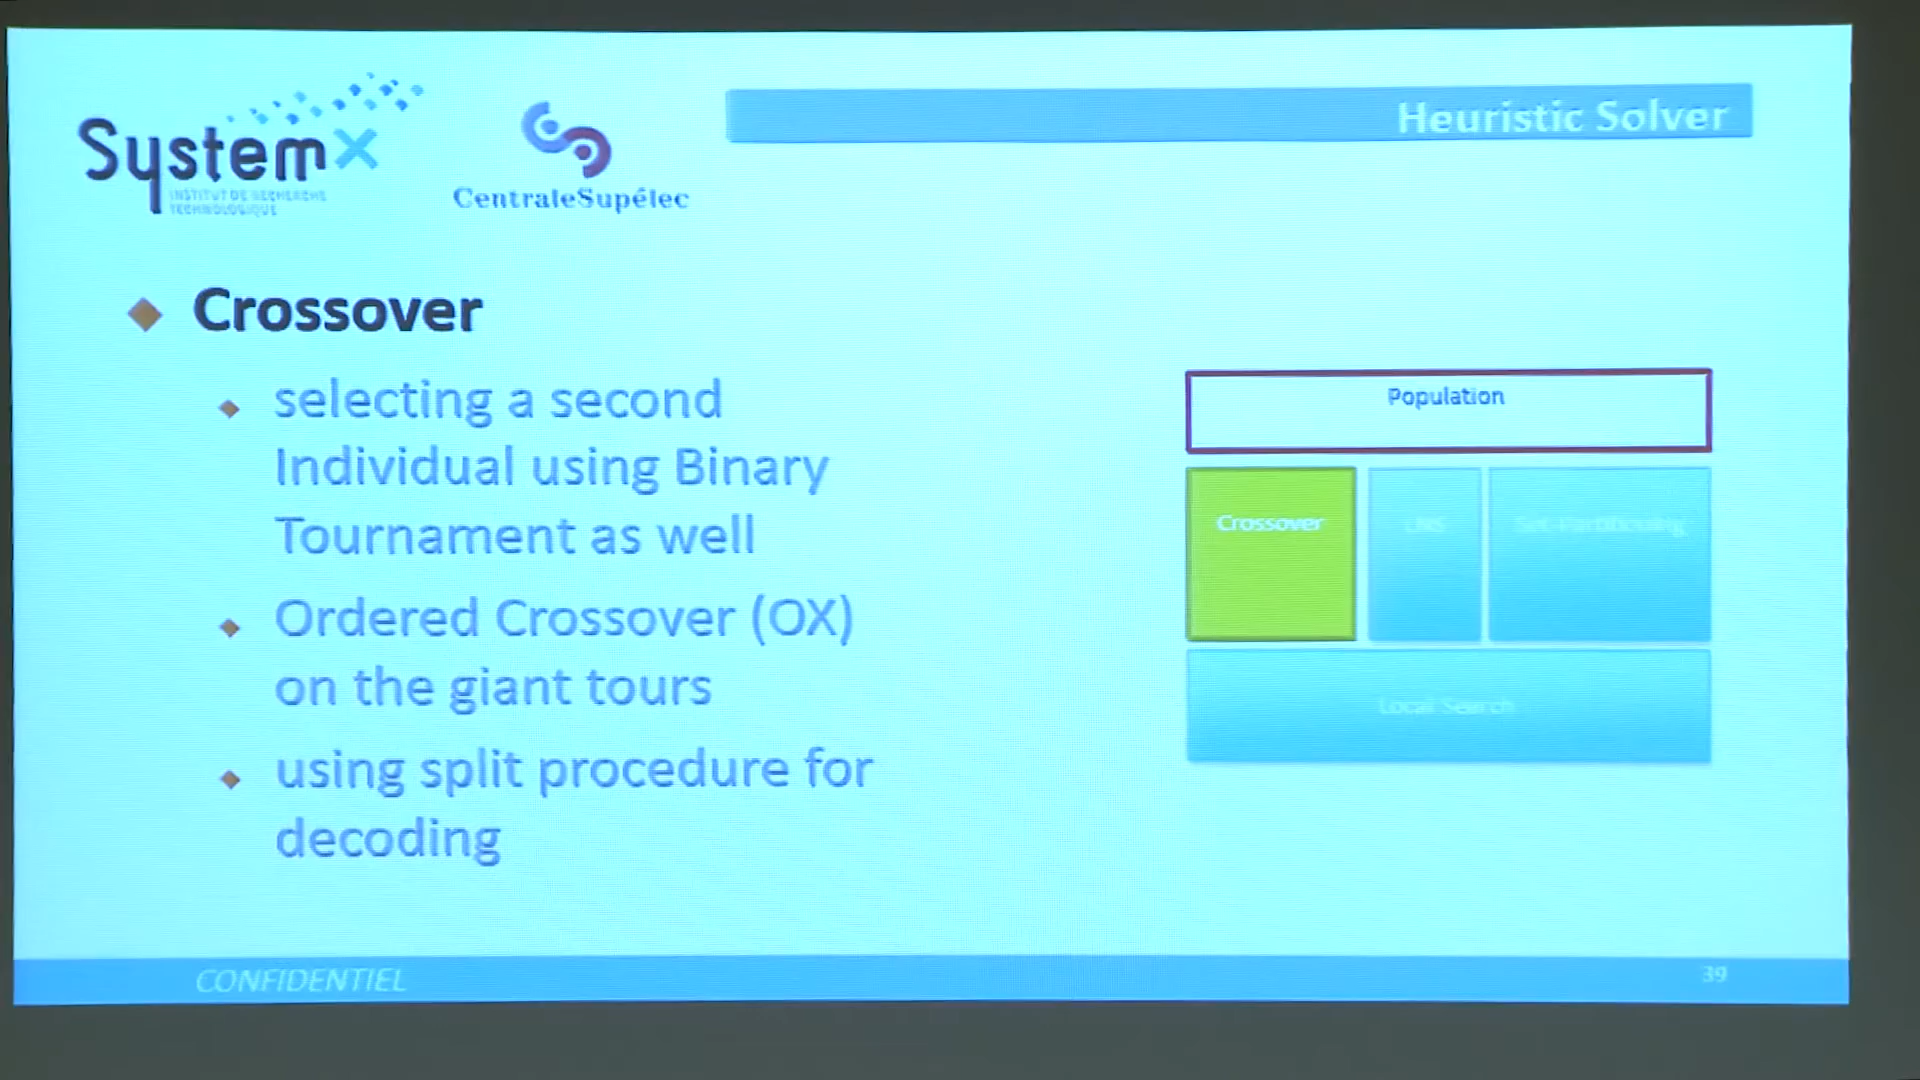 Heuristic Solver
System X
INSTITUT DE RECHERCHE
TECHNOLOGIQUE
CentraleSupélec
Crossover
selecting a second
Individual using Binary
Tournament as well
Ordered Crossover (OX)
on the giant tours
using split procedure for
decoding
Population
Crossover
LNS
Set Partitioning
Local Search
CONFIDENTIEL
39